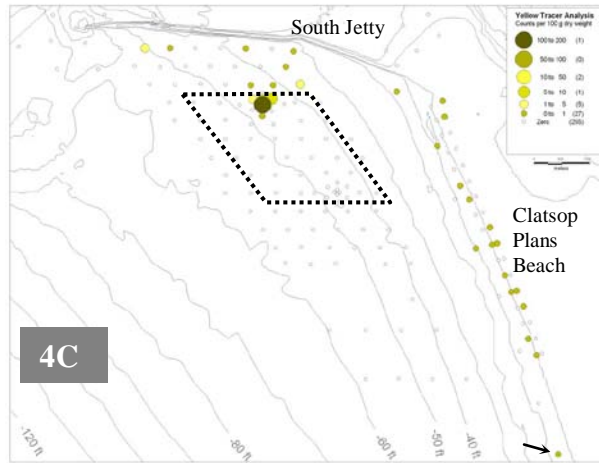 South Jetty
Yellow Tracer Analysis
Counts per 100 g dry weight
100 to 200 (1)
50 to 100 (0)
10 to 50 (2)
5 to 10 (1)
1 to 5 (5)
0 to 1 (27)
Zero
Clatsop
Plans
Beach
4C
-120 ft
-80 ft
-60 ft
-50 ft
-40 ft